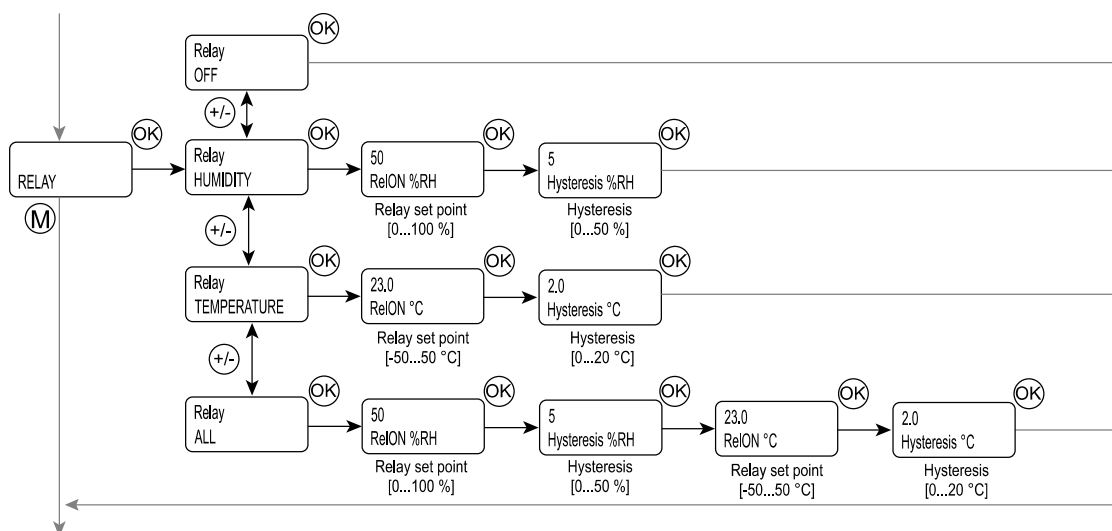 OK
Relay
OFF
+/-
OK
OK
OK
OK
RELAY
Relay
HUMIDITY
50
RelON %RH
5
Hysteresis %RH
M
Relay set point
[0...100 %]
Hysteresis
[0...50 %]
+/-
OK
OK
OK
Relay
TEMPERATURE
23.0
RelON °C
2.0
Hysteresis °C
Relay set point
[-50...50 °C]
Hysteresis
[0...20 °C]
+/-
OK
OK
OK
OK
OK
Relay
ALL
50
RelON %RH
5
Hysteresis %RH
23.0
RelON °C
2.0
Hysteresis °C
Relay set point
[0...100 %]
Hysteresis
[0...50 %]
Relay set point
[-50...50 °C]
Hysteresis
[0...20 °C]